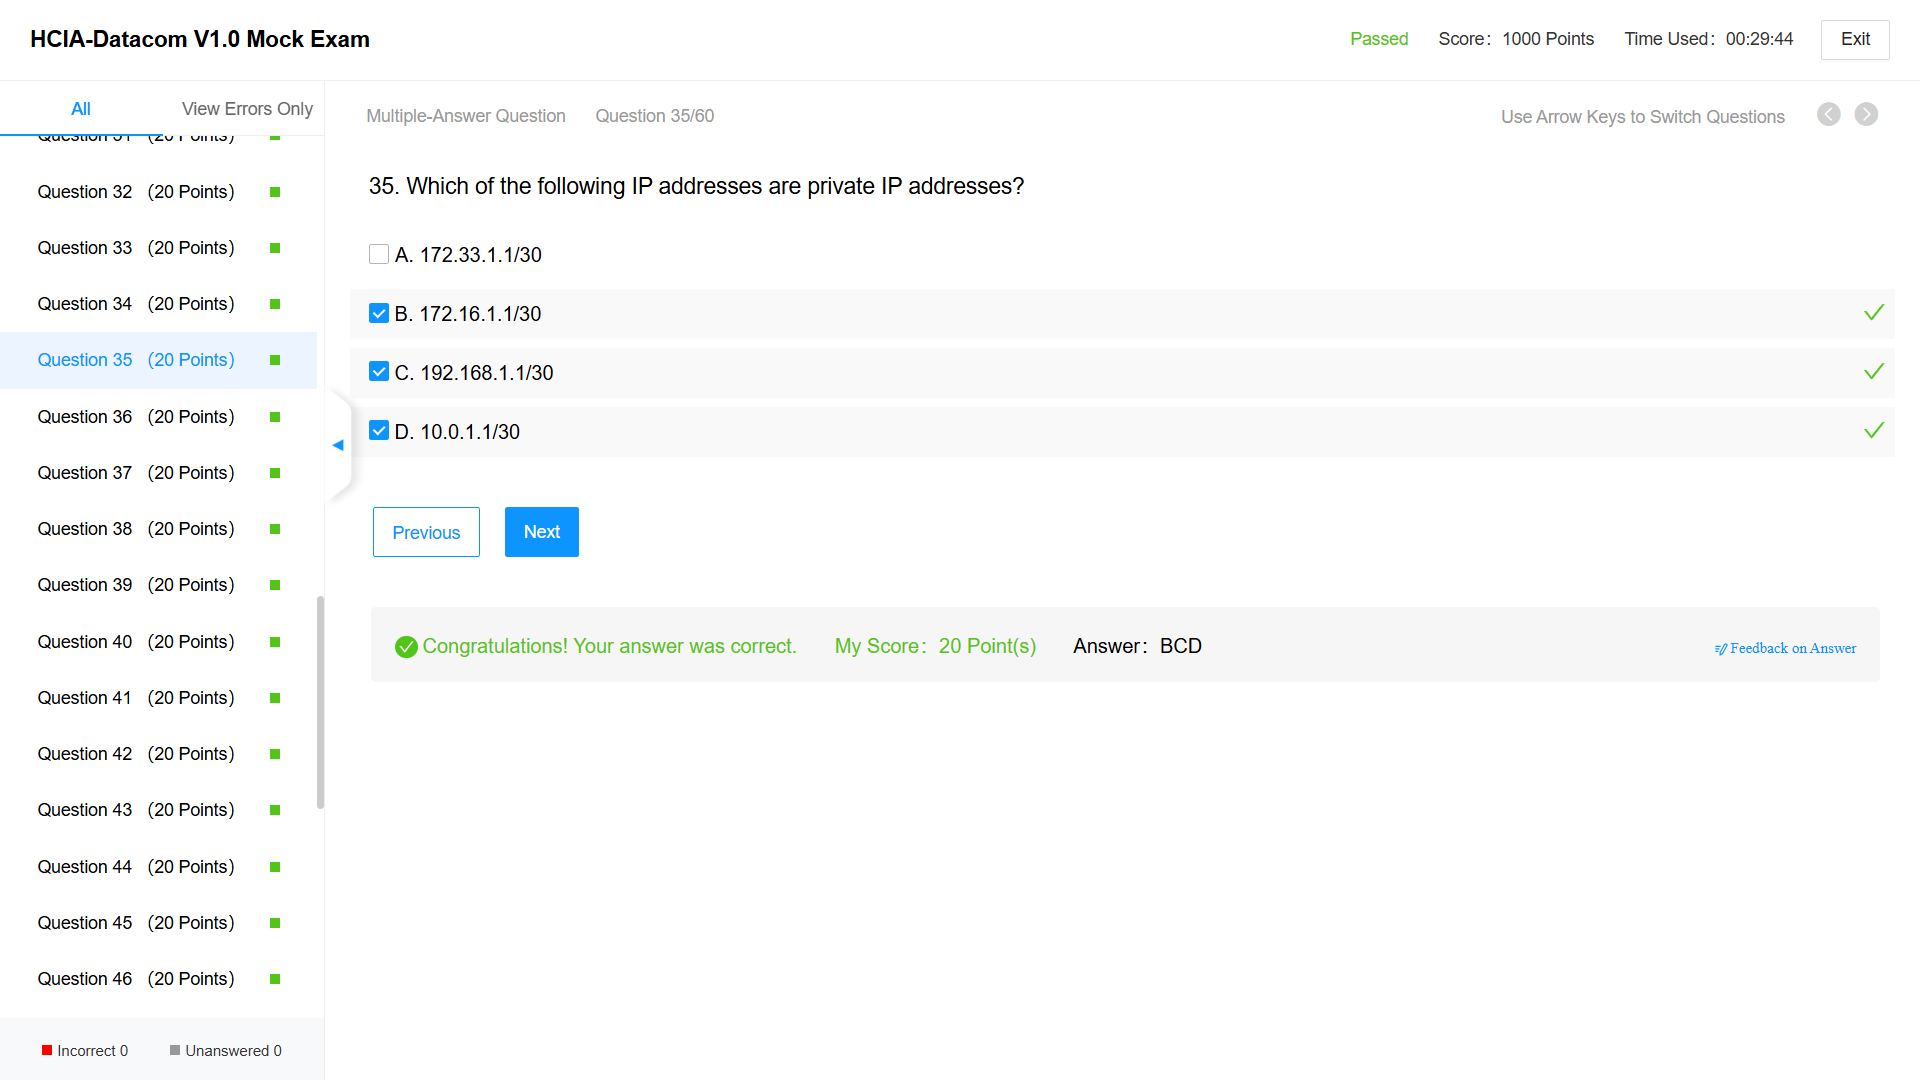 HCIA-Datacom V1.0 Mock Exam
Passed Score： 1000 Points Time Used： 00:29:44 Exit
All View Errors Only
Multiple-Answer Question Question 35/60 Use Arrow Keys to Switch Questions
Question 31 (20 Points)
Question 32 (20 Points)
Question 33 (20 Points)
Question 34 (20 Points)
Question 35 (20 Points)
Question 36 (20 Points)
Question 37 (20 Points)
Question 38 (20 Points)
Question 39 (20 Points)
Question 40 (20 Points)
Question 41 (20 Points)
Question 42 (20 Points)
Question 43 (20 Points)
Question 44 (20 Points)
Question 45 (20 Points)
Question 46 (20 Points)
Incorrect 0 Unanswered 0
35. Which of the following IP addresses are private IP addresses?
A. 172.33.1.1/30
B. 172.16.1.1/30
C. 192.168.1.1/30
D. 10.0.1.1/30
Previous Next
Congratulations! Your answer was correct. My Score： 20 Point(s) Answer： BCD Feedback on Answer